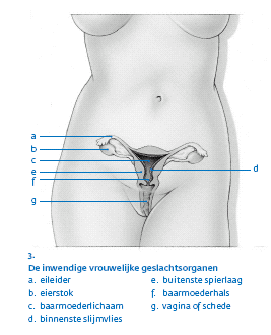 a
b
c
d
e
f
g
3-
De inwendige vrouwelijke geslachtsorganen
a. eileider
b. eierstok
c. baarmoederlichaam
d. binnenste slijmvlies
e. buitenste spierlaag
f. baarmoederhals
g. vagina of schede